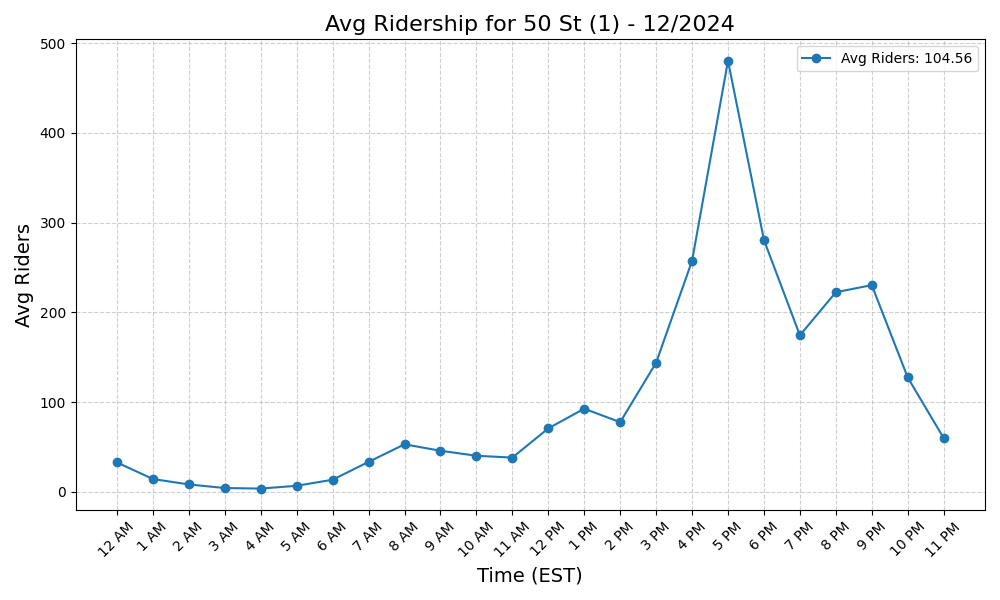 Avg Ridership for 50 St (1) - 12/2024
Avg Riders: 104.56
Avg Riders
500
400
300
200
100
0
12 AM
1 AM
2 AM
3 AM
4 AM
5 AM
6 AM
7 AM
8 AM
9 AM
10 AM
11 AM
12 PM
1 PM
2 PM
3 PM
4 PM
5 PM
6 PM
7 PM
8 PM
9 PM
10 PM
11 PM
Time (EST)